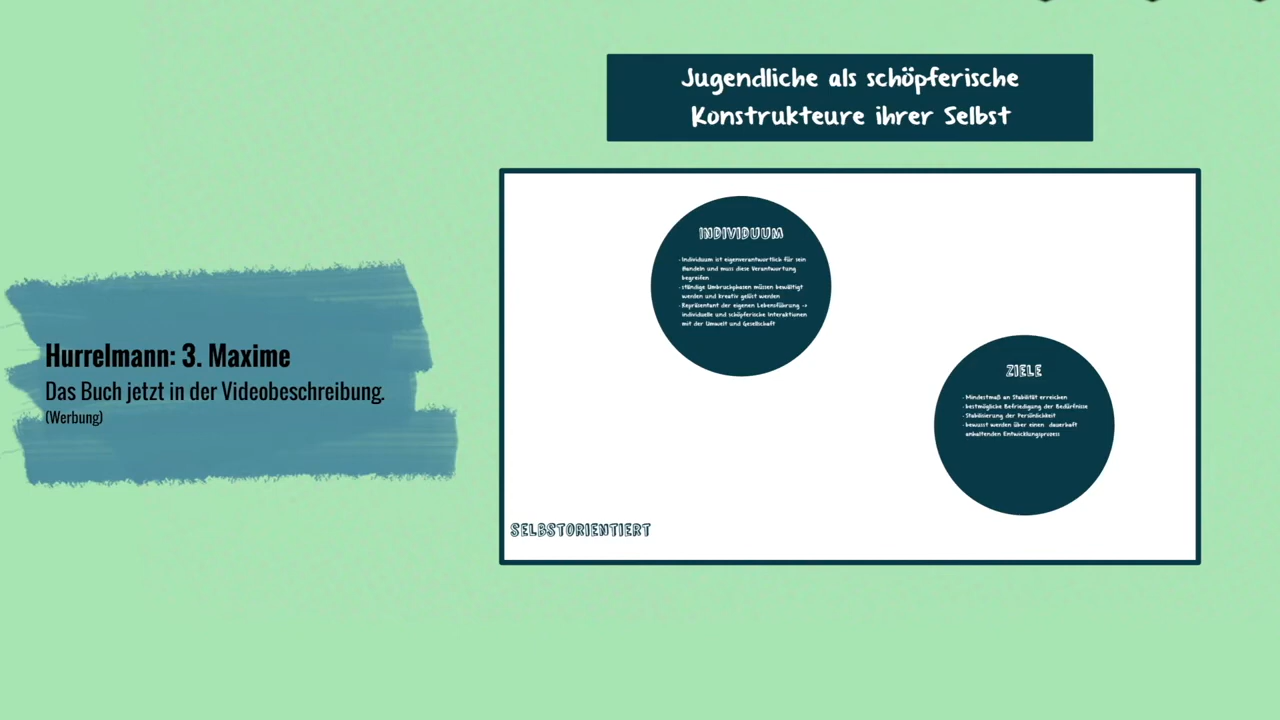 Jugendliche als schöpferische
Konstrukteure ihrer Selbst
Hurrelmann: 3. Maxime
Das Buch jetzt in der Videobeschreibung.
(Werbung)
INDIVIDUUM
- Individuum ist eigenverantwortlich für sein
Handeln und muss diese Verantwortung
begreifen
- ständige Umbruchphasen müssen bewältigt
werden und kreativ gelöst werden
- Repräsentant der eigenen Lebensführung ->
individuelle und schöpferische Interaktionen
mit der Umwelt und Gesellschaft
ZIELE
- Mindestmaß an Stabilität erreichen
- bestmögliche Befriedigung der Bedürfnisse
- Stabilisierung der Persönlichkeit
- bewusst werden über einen dauerhaft
anhaltenden Entwicklungsprozess
SELBSTORIENTIERT